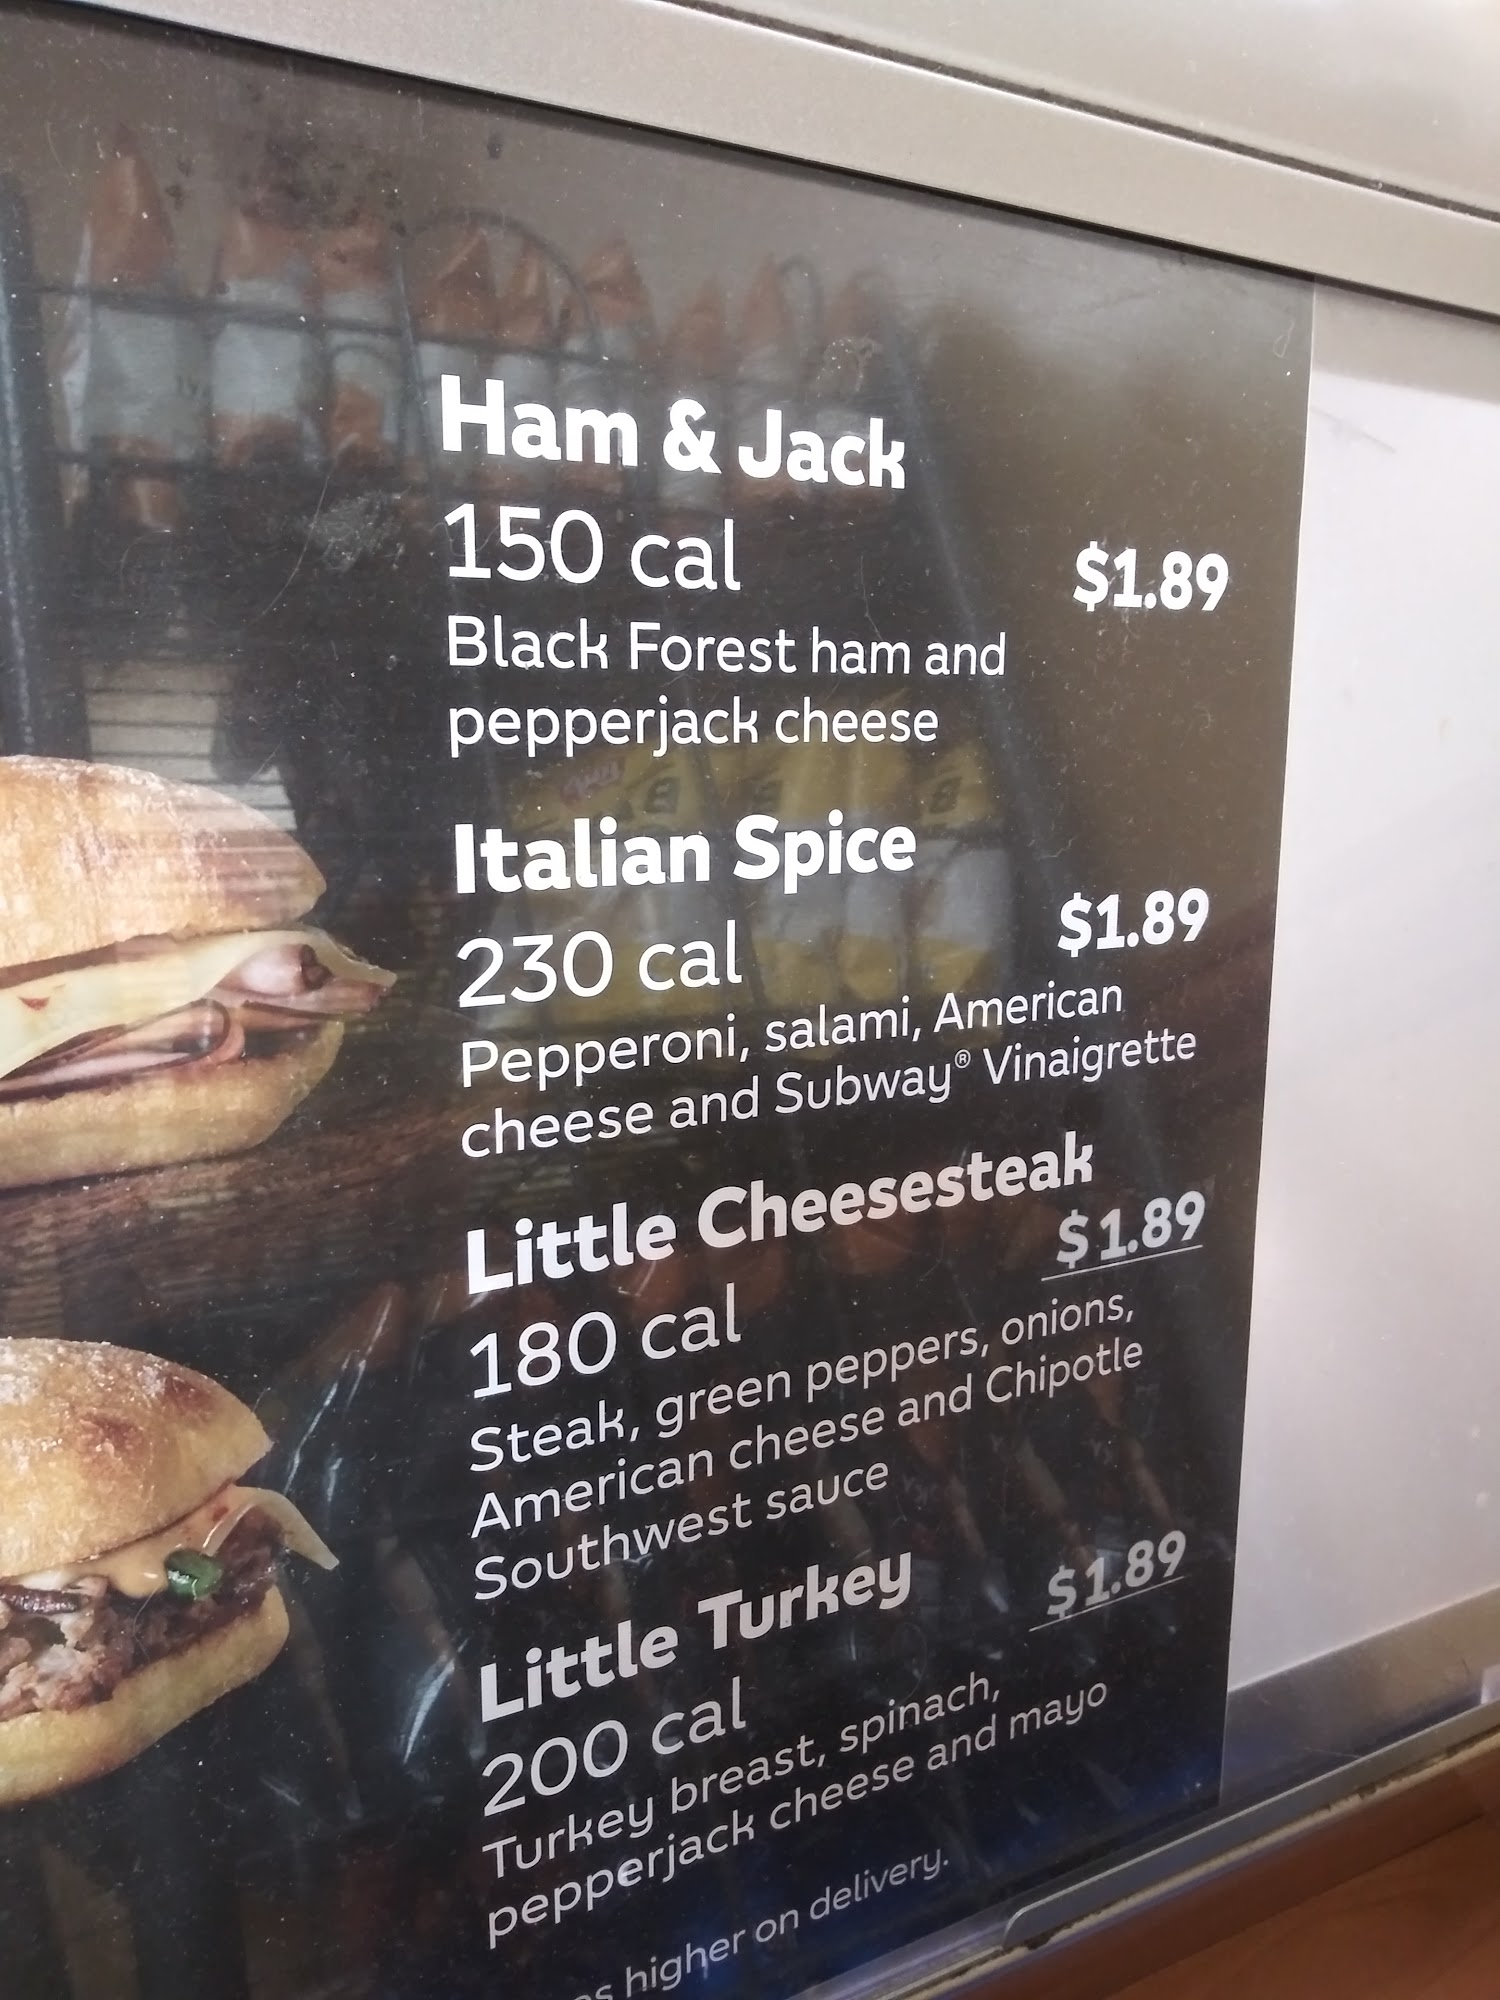 Ham & Jack
150 cal
$1.89
Black Forest ham and
pepperjack cheese
Italian Spice
230 cal
$1.89
Pepperoni, salami, American
cheese and Subway® Vinaigrette
Little Cheesesteak
$1.89
180 cal
Steak, green peppers, onions,
American cheese and Chipotle
Southwest sauce
Little Turkey
$1.89
200 cal
Turkey breast, spinach,
pepperjack cheese and mayo
higher on delivery.